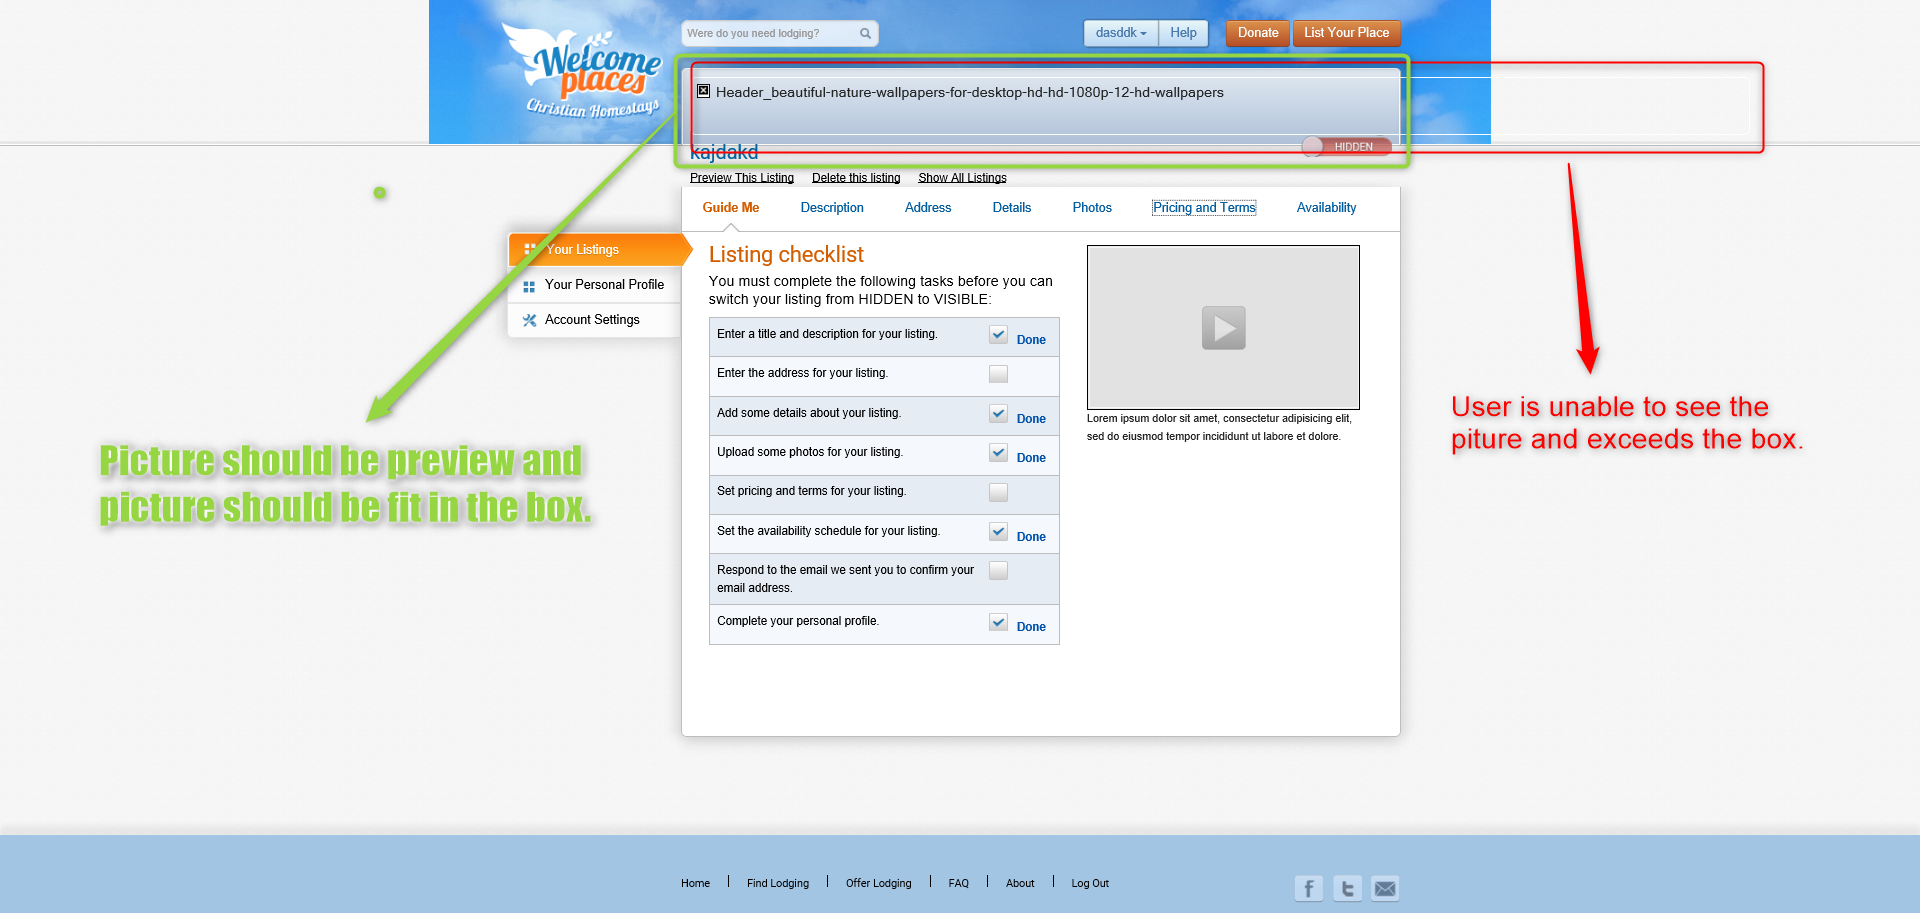 Were do you need lodging?
dasddk
Help
Donate
List Your Place
Welcome
places
Christian Homestays
Header_beautiful-nature-wallpapers-for-desktop-hd-hd-1080p-12-hd-wallpapers
kajdakd
HIDDEN
Preview This Listing
Delete this listing
Show All Listings
Guide Me
Description
Address
Details
Photos
Pricing and Terms
Availability
Your Listings
Your Personal Profile
Account Settings
Listing checklist
You must complete the following tasks before you can
switch your listing from HIDDEN to VISIBLE:
Enter a title and description for your listing.
Done
Enter the address for your listing.
Add some details about your listing.
Done
Upload some photos for your listing.
Done
Set pricing and terms for your listing.
Set the availability schedule for your listing.
Done
Respond to the email we sent you to confirm your
email address.
Complete your personal profile.
Done
Lorem ipsum dolor sit amet, consectetur adipisicing elit,
sed do eiusmod tempor incididunt ut labore et dolore.
User is unable to see the
piture and exceeds the box.
Picture should be preview and
picture should be fit in the box.
Home
Find Lodging
Offer Lodging
FAQ
About
Log Out